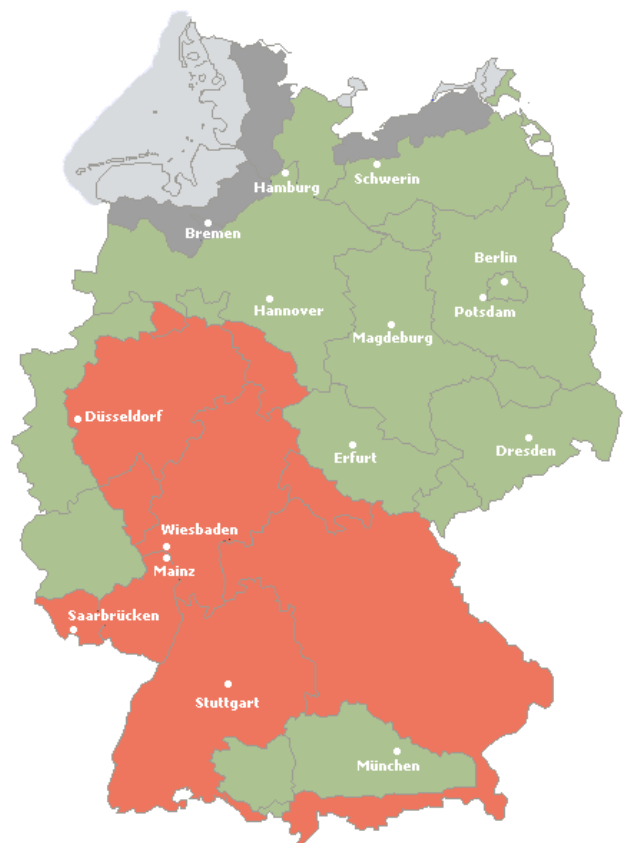 Hamburg
Schwerin
Bremen
Berlin
Hannover
Potsdam
Magdeburg
Düsseldorf
Erfurt
Dresden
Wiesbaden
Mainz
Saarbrücken
Stuttgart
München